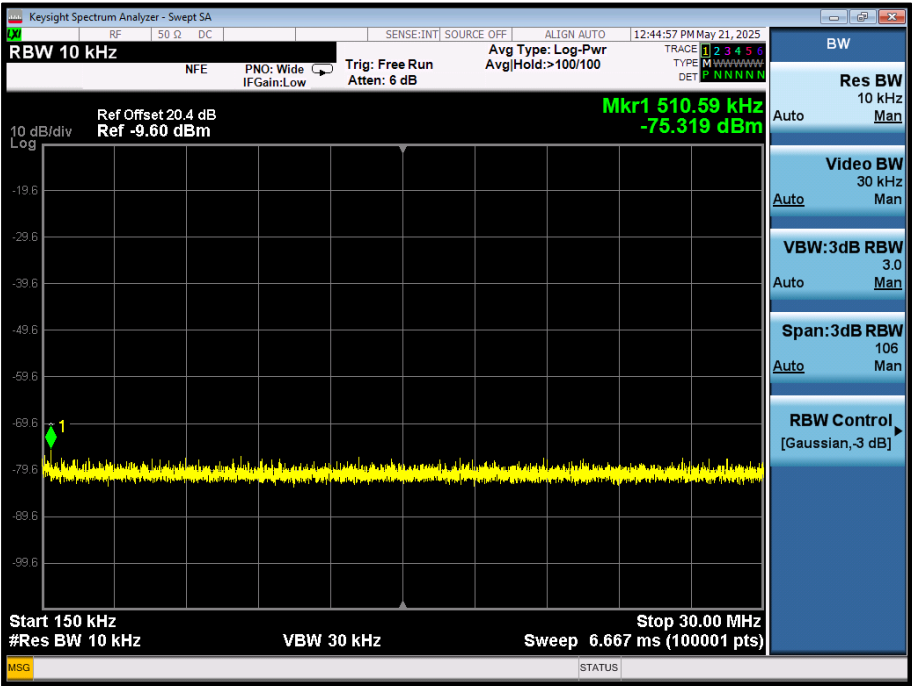 Keysight Spectrum Analyzer - Swept SA
LXI RF 50 Ω DC SENSE:INT SOURCE OFF ALIGN AUTO 12:44:57 PM May 21, 2025
RBW 10 kHz
NFE
PNO: Wide
IFGain:Low
Trig: Free Run
Atten: 6 dB
Avg Type: Log-Pwr
Avg|Hold:>100/100
TRACE 1 2 3 4 5 6
TYPE M WWWWW
DET P N N N N N
Ref Offset 20.4 dB
Ref -9.60 dBm
10 dB/div
Log
Mkr1 510.59 kHz
-75.319 dBm
-19.6
-29.6
-39.6
-49.6
-59.6
-69.6
1
-79.6
-89.6
-99.6
Start 150 kHz
Stop 30.00 MHz
#Res BW 10 kHz
VBW 30 kHz
Sweep 6.667 ms (100001 pts)
MSG
STATUS
BW
Res BW
10 kHz
Auto Man
Video BW
30 kHz
Auto Man
VBW:3dB RBW
3.0
Auto Man
Span:3dB RBW
106
Auto Man
RBW Control
[Gaussian,-3 dB]